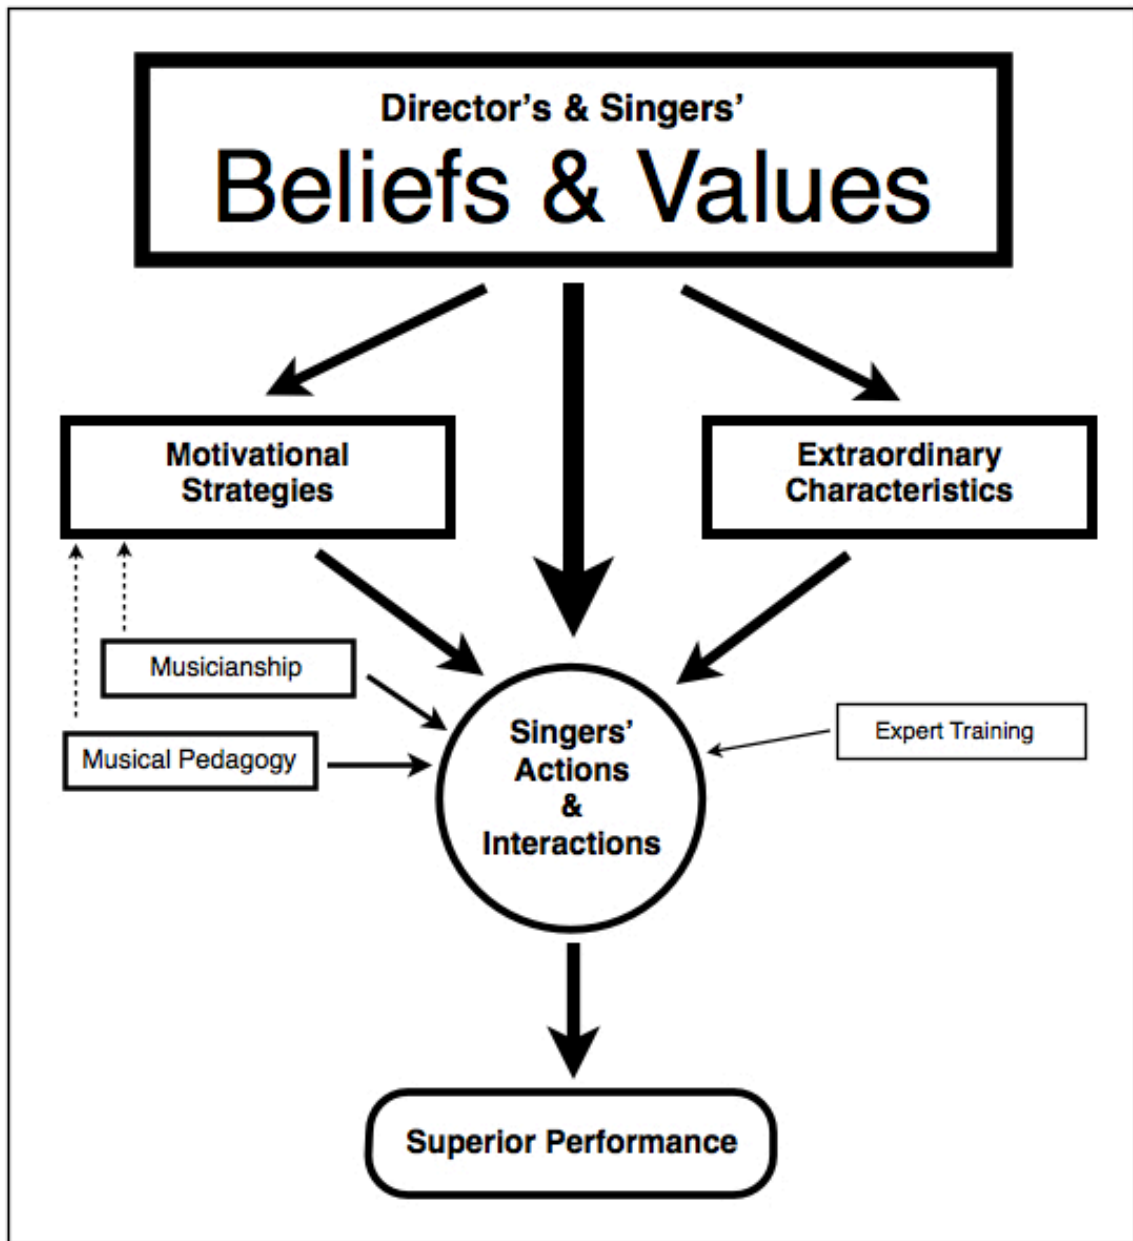 Director’s & Singers’
Beliefs & Values
Motivational
Strategies
Extraordinary
Characteristics
Musicianship
Musical Pedagogy
Expert Training
Singers’
Actions
&
Interactions
Superior Performance